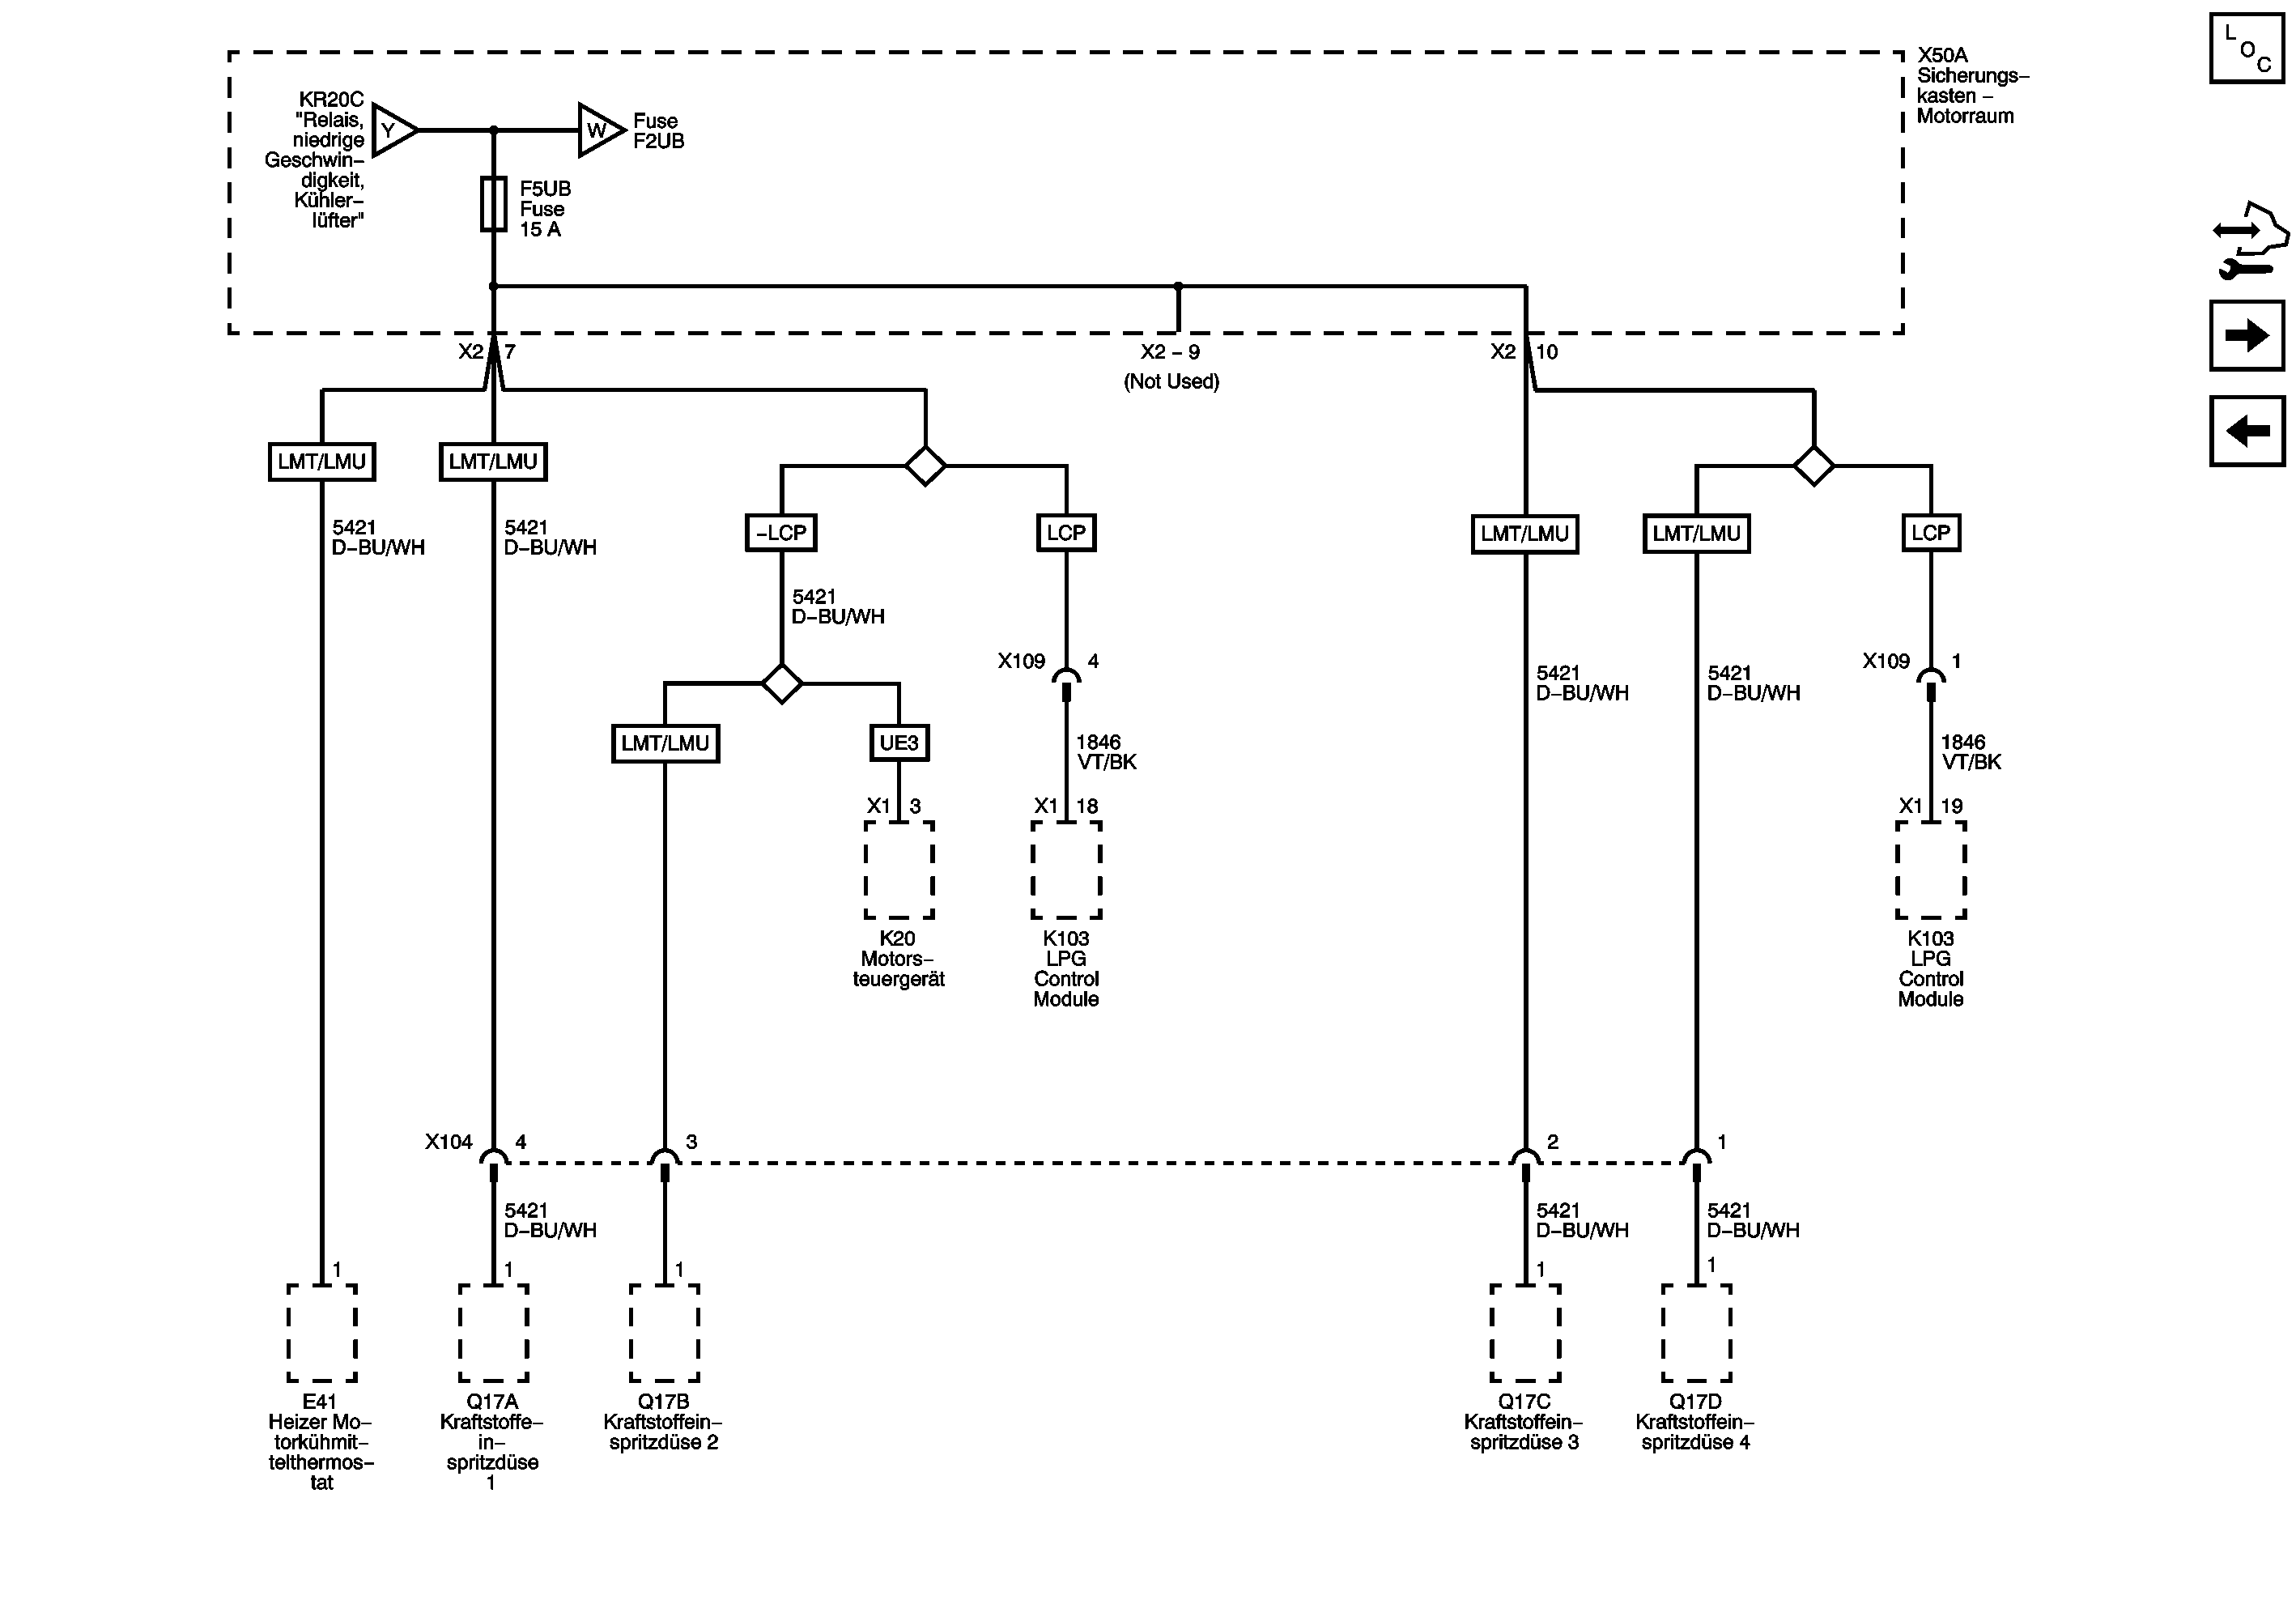 L
O
C
X50A
Sicherungs–
kasten –
Motorraum
KR20C
"Relais,
niedrige
Geschwin–
digkeit,
Kühler–
lüfter"
Y
W
Fuse
F2UB
F5UB
Fuse
15 A
X2 7
X2 – 9
(Not Used)
X2 10
LMT/LMU
LMT/LMU
–LCP
LCP
LMT/LMU
LMT/LMU
LCP
5421
D–BU/WH
5421
D–BU/WH
5421
D–BU/WH
X109 4
5421
D–BU/WH
5421
D–BU/WH
X109 1
LMT/LMU
UE3
1846
VT/BK
1846
VT/BK
X1 3
X1 18
X1 19
K20
Motors–
teuergerät
K103
LPG
Control
Module
K103
LPG
Control
Module
X104 4
3
2
1
5421
D–BU/WH
5421
D–BU/WH
5421
D–BU/WH
1
1
1
1
1
E41
Heizer Mo–
torkühmit–
telthermos–
tat
Q17A
Kraftstoffe–
in–
spritzdüse
1
Q17B
Kraftstoffein–
spritzdüse 2
Q17C
Kraftstoffein–
spritzdüse 3
Q17D
Kraftstoffein–
spritzdüse 4